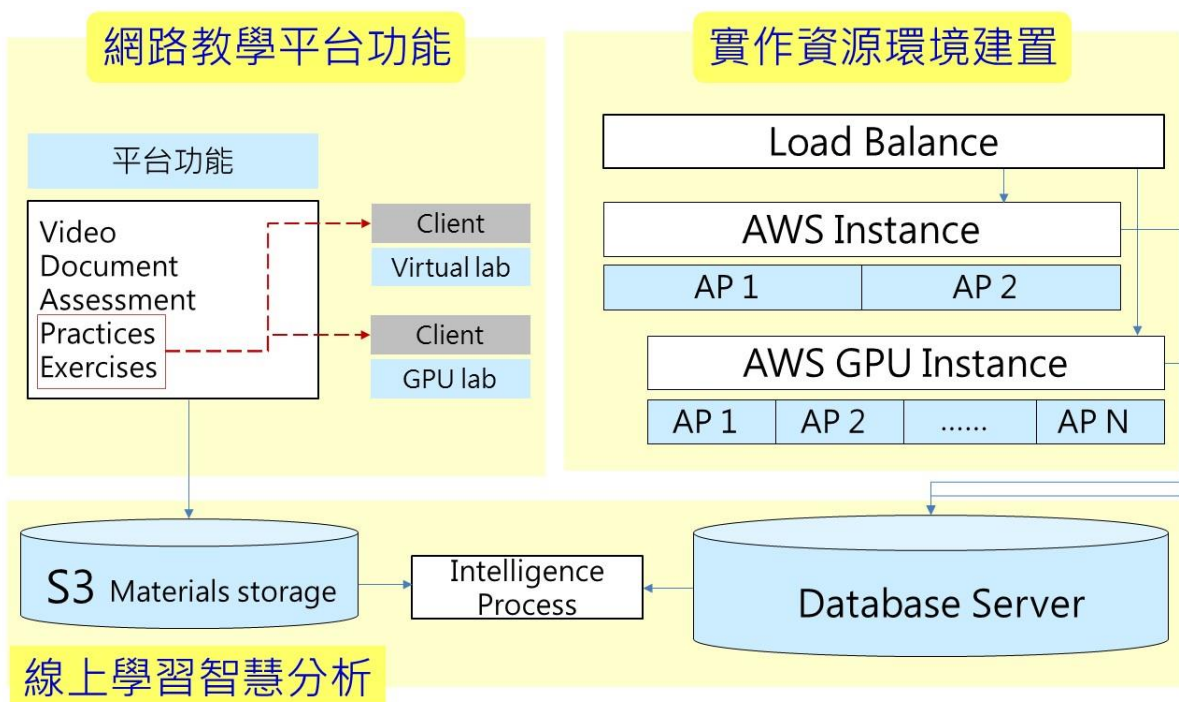 網路教學平台功能
平台功能
Video
Document
Assessment
Practices
Exercises
Client
Virtual lab
Client
GPU lab
實作資源環境建置
Load Balance
AWS Instance
AP 1 AP 2
AWS GPU Instance
AP 1 AP 2 ...... AP N
S3 Materials storage
Intelligence
Process
Database Server
線上學習智慧分析